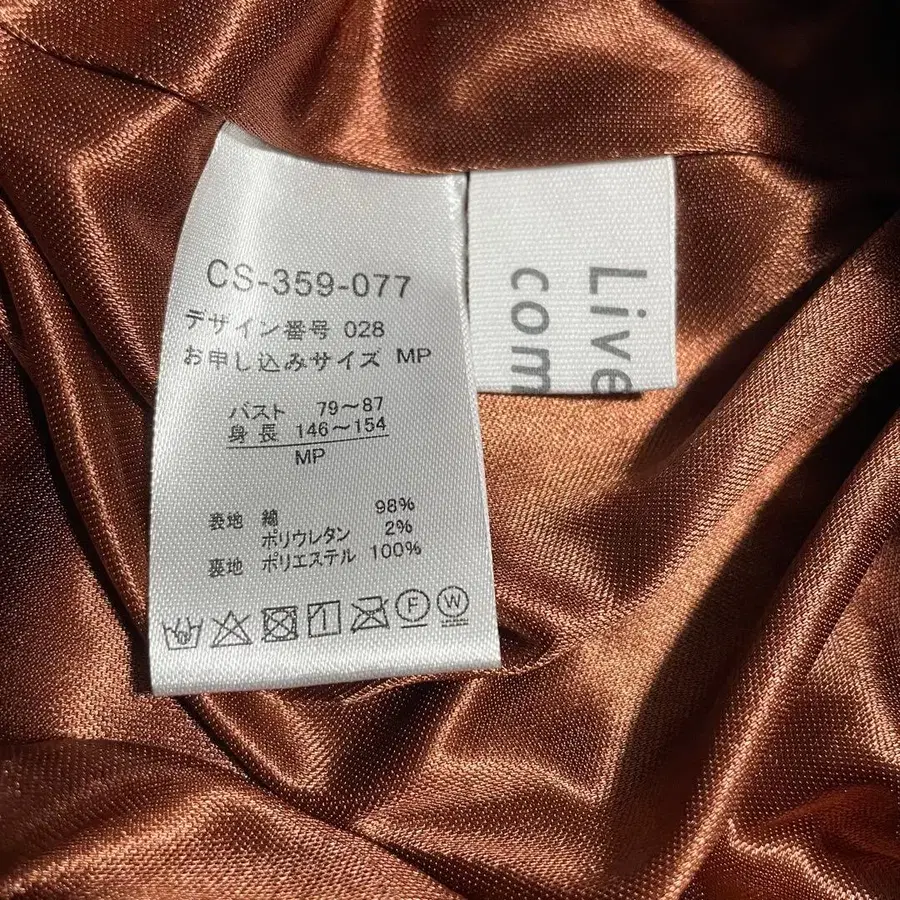 CS-359-077
デザイン番号 028
お申し込みサイズ MP
バスト 79～87
身長 146～154
MP
表地 綿 98%
ポリウレタン 2%
裏地 ポリエステル 100%
F W
Live
com